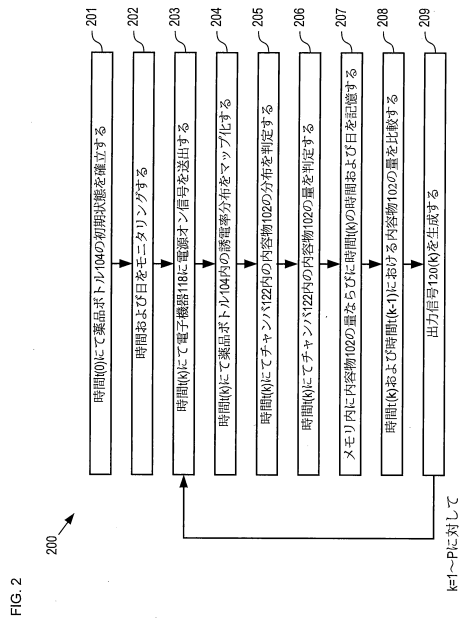 FIG. 2
200
時間t(0)にて薬品ボトル104の初期状態を確立する
201
時間および日をモニタリングする
202
時間t(k)にて電子機器118に電源オン信号を送出する
203
時間t(k)にて薬品ボトル104内の誘電率分布をマップ化する
204
時間t(k)にてチャンバ122内の内容物102の分布を判定する
205
時間t(k)にてチャンバ122内の内容物102の量を判定する
206
メモリ内に内容物102の量ならびに時間t(k)の時間および日を記憶する
207
時間t(k)および時間t(k-1)における内容物102の量を比較する
208
出力信号120(k)を生成する
209
k=1～Pに対して